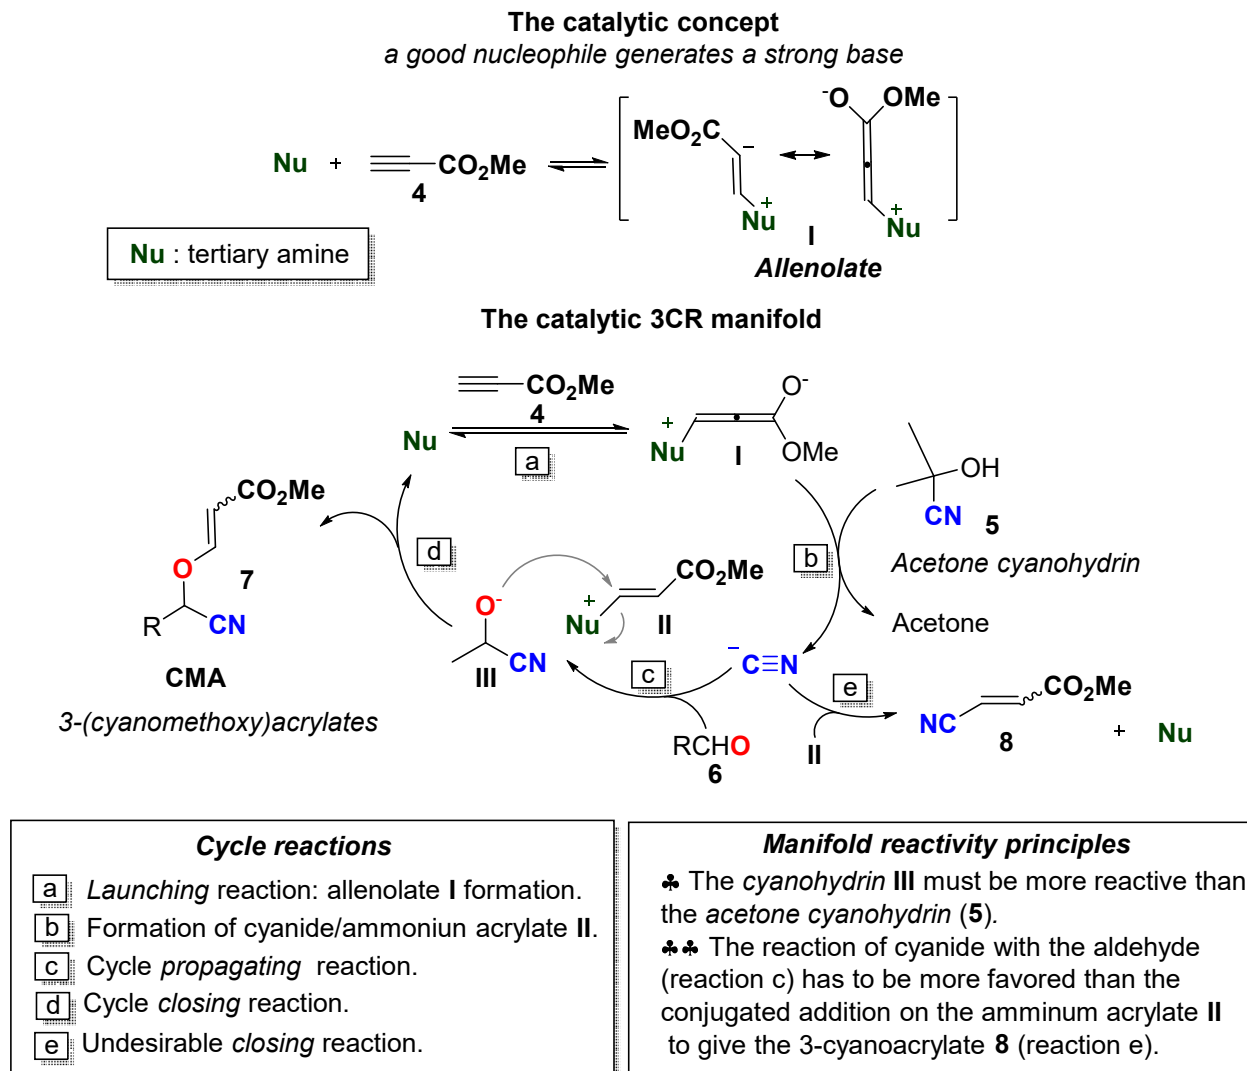 The catalytic concept
a good nucleophile generates a strong base
Nu + CO2Me
4
MeO2C
−
+
Nu
-O OMe
+
Nu
I
Allenolate
Nu : tertiary amine
The catalytic 3CR manifold
CO2Me
4
Nu
a
+
Nu
I
O-
OMe
OH
CN
5
Acetone cyanohydrin
b
Acetone
CO2Me
O
7
R
CN
CMA
3-(cyanomethoxy)acrylates
d
O-
CN
III
CO2Me
+
Nu
II
−
C≡N
c
RCHO
6
e
II
CO2Me
NC
8
+ Nu
Cycle reactions
a Launching reaction: allenolate I formation.
b Formation of cyanide/ammoniun acrylate II.
c Cycle propagating reaction.
d Cycle closing reaction.
e Undesirable closing reaction.
Manifold reactivity principles
♣ The cyanohydrin III must be more reactive than
the acetone cyanohydrin (5).
♣♣ The reaction of cyanide with the aldehyde
(reaction c) has to be more favored than the
conjugated addition on the amminum acrylate II
to give the 3-cyanoacrylate 8 (reaction e).